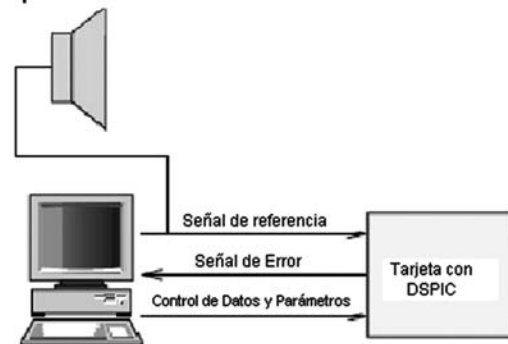 Señal de referencia
Señal de Error
Control de Datos y Parámetros
Tarjeta con
DSPIC